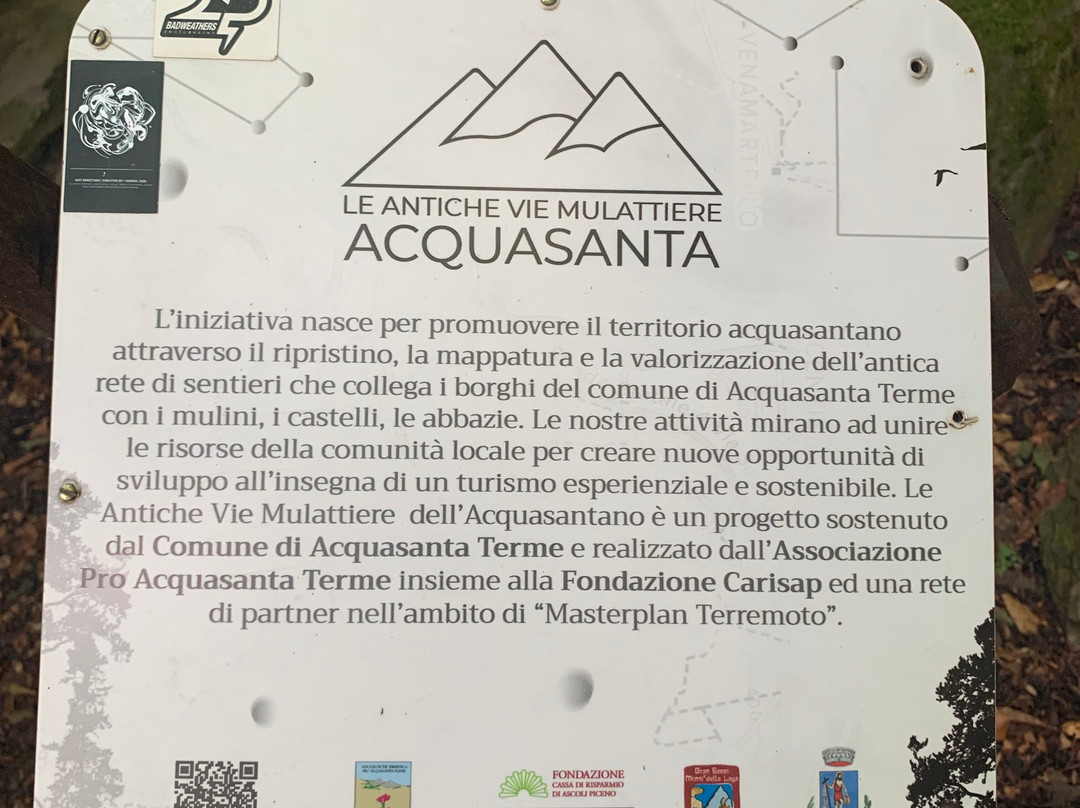 BADWEATHERS
LE ANTICHE VIE MULATTIERE
ACQUASANTA
L'iniziativa nasce per promuovere il territorio acquasantano
attraverso il ripristino, la mappatura e la valorizzazione dell'antica
rete di sentieri che collega i borghi del comune di Acquasanta Terme
con i mulini, i castelli, le abbazie. Le nostre attività mirano ad unire
le risorse della comunità locale per creare nuove opportunità di
sviluppo all'insegna di un turismo esperienziale e sostenibile. Le
Antiche Vie Mulattiere dell'Acquasantano è un progetto sostenuto
dal Comune di Acquasanta Terme e realizzato dall'Associazione
Pro Acquasanta Terme insieme alla Fondazione Carisap ed una rete
di partner nell'ambito di “Masterplan Terremoto”.
FONDAZIONE
CASSA DI RISPARMIO
DI ASCOLI PICENO
Gran Sasso
Monti della Laga